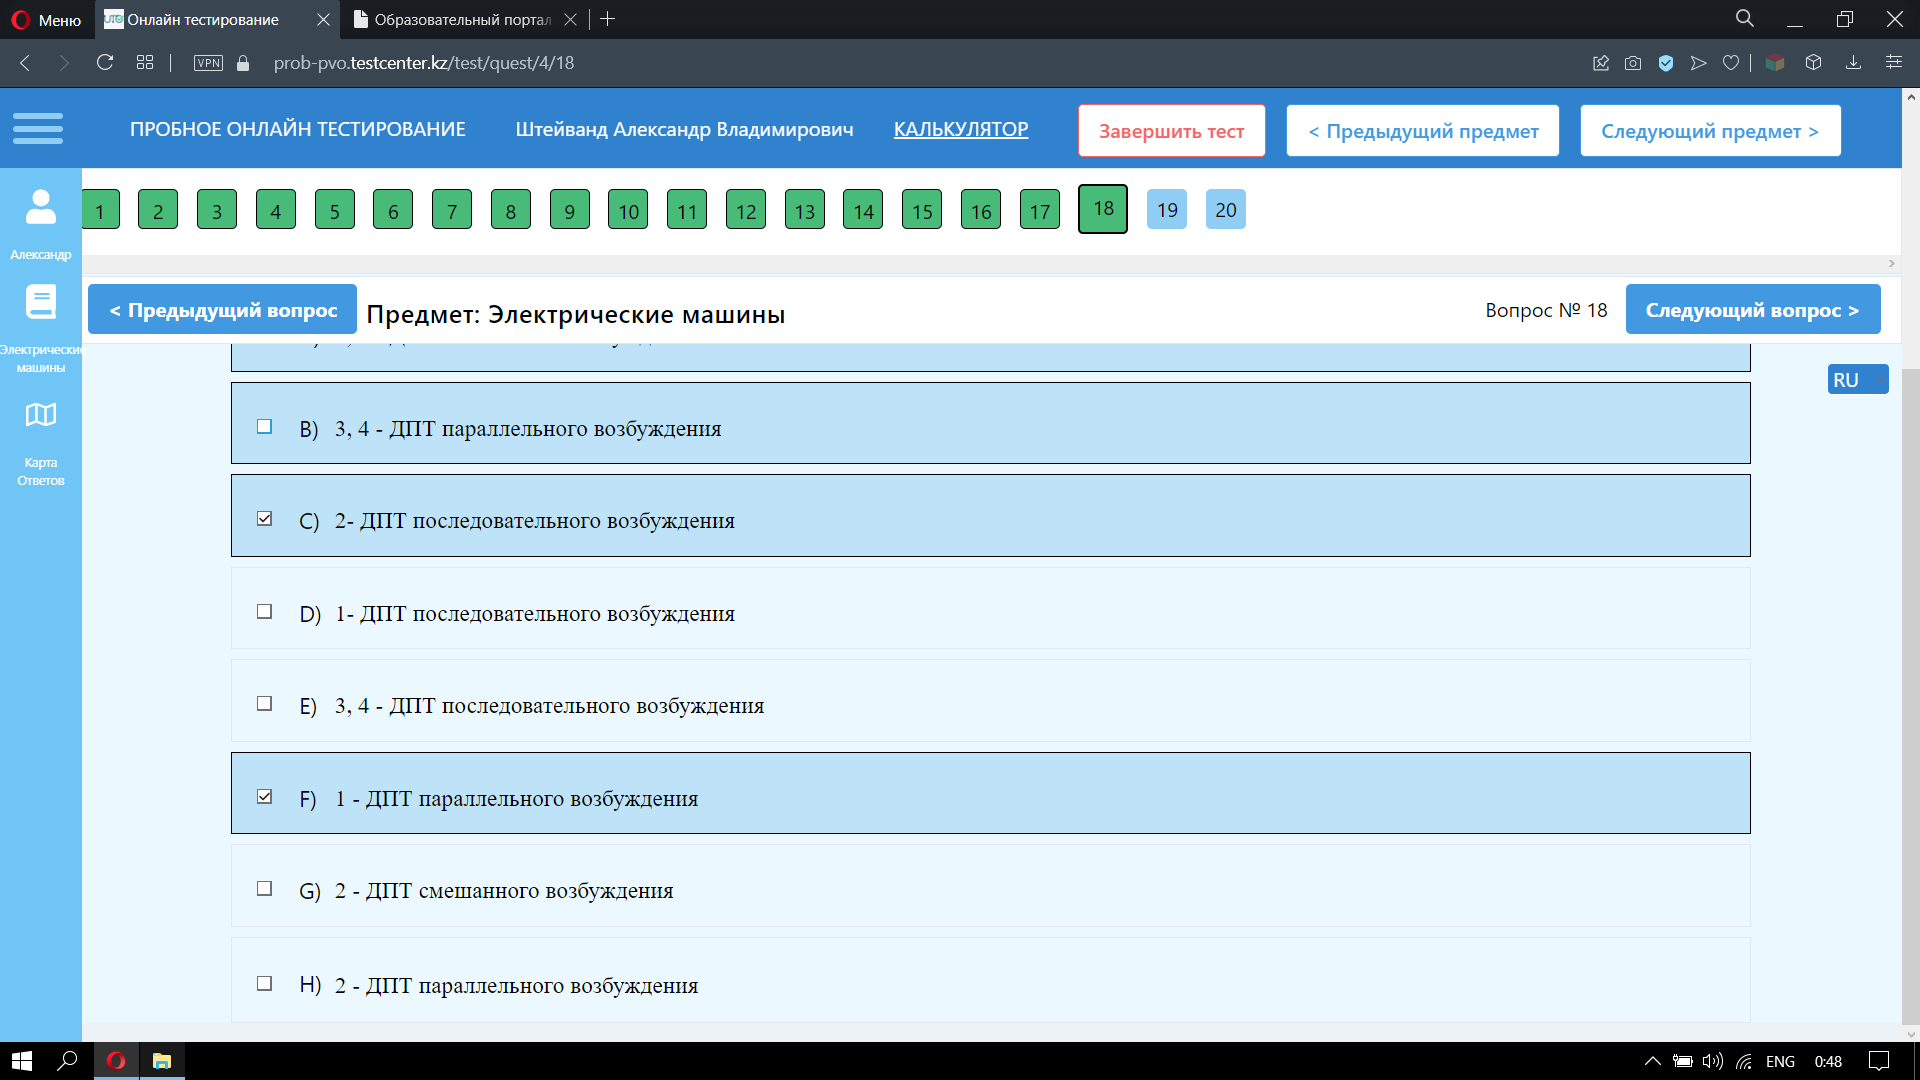 Меню
Онлайн тестирование
Образовательный портал
VPN
prob-pvo.testcenter.kz/test/quest/4/18
ПРОБНОЕ ОНЛАЙН ТЕСТИРОВАНИЕ
Штейванд Александр Владимирович
КАЛЬКУЛЯТОР
Завершить тест
< Предыдущий предмет
Следующий предмет >
1 2 3 4 5 6 7 8 9 10 11 12 13 14 15 16 17 18 19 20
Александр
Электрические
машины
Карта
Ответов
< Предыдущий вопрос
Предмет: Электрические машины
Вопрос № 18
Следующий вопрос >
RU
B) 3, 4 - ДПТ параллельного возбуждения
C) 2- ДПТ последовательного возбуждения
D) 1- ДПТ последовательного возбуждения
E) 3, 4 - ДПТ последовательного возбуждения
F) 1 - ДПТ параллельного возбуждения
G) 2 - ДПТ смешанного возбуждения
H) 2 - ДПТ параллельного возбуждения
ENG
0:48